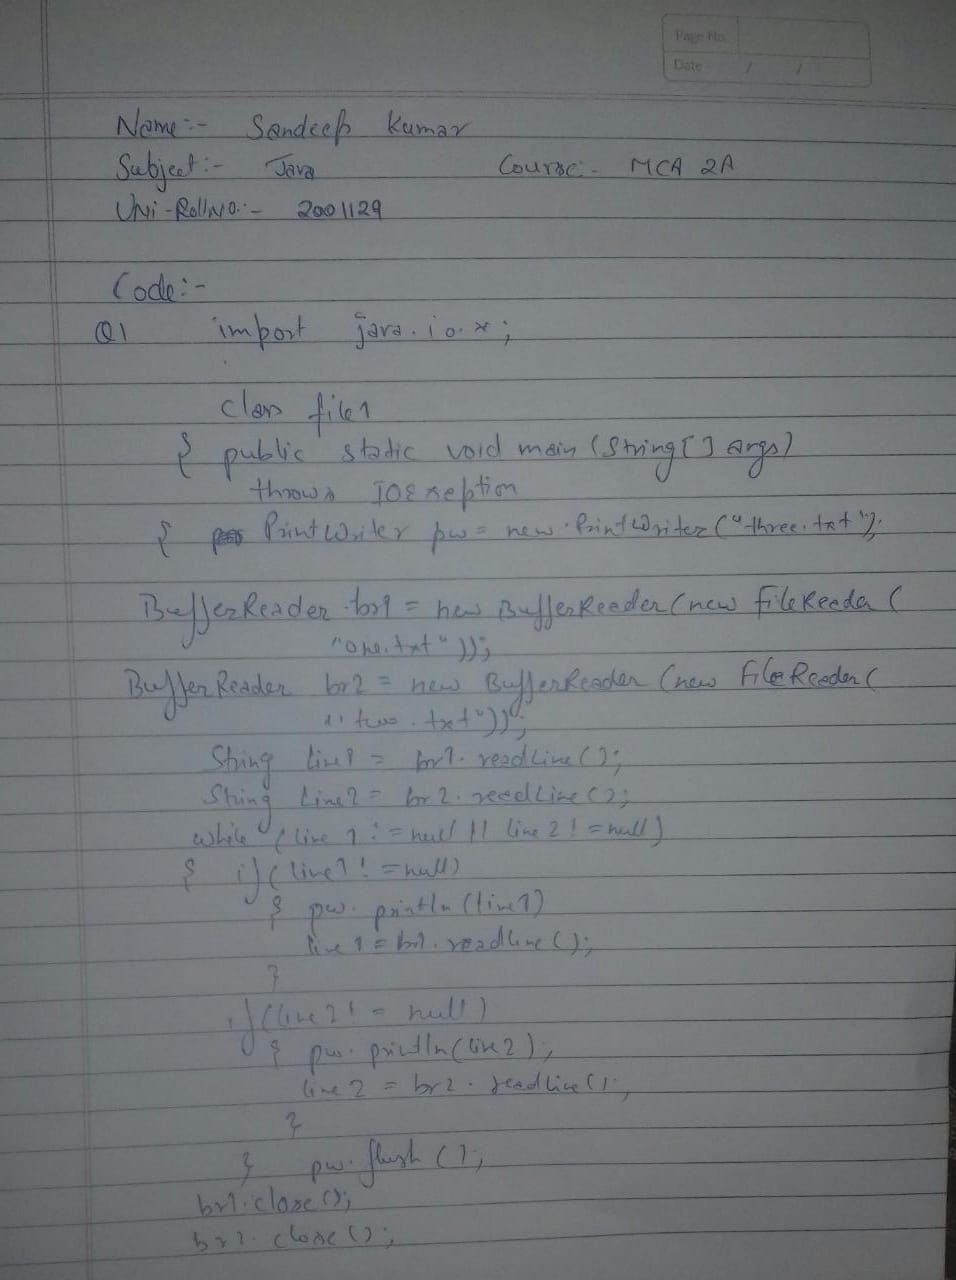 Page No.
Date / /
Name :- Sandeep Kumar
Subject :- Java Course :- MCA 2A
Uni-RollNo. :- 2001129
Code :-
Q1 import java.io.*;
class file1
{ public static void main (String[] args)
throws IOExeption
{ PrintWriter pw = new PrintWriter ("three.txt");
BufferReader br1 = new BufferReader (new FileReader (
"one.txt"));
BufferReader br2 = new BufferReader (new FileReader (
"two.txt"));
String line1 = br1.readLine();
String line2 = br2.readLine();
while (line1 != null || line2 != null)
{ if (line1 != null)
{ pw.println (line1)
line1 = br1.readLine();
}
if (line2 != null)
{ pw.println (line2);
line2 = br2.readLine();
}
} pw.flush();
br1.close();
br2.close();